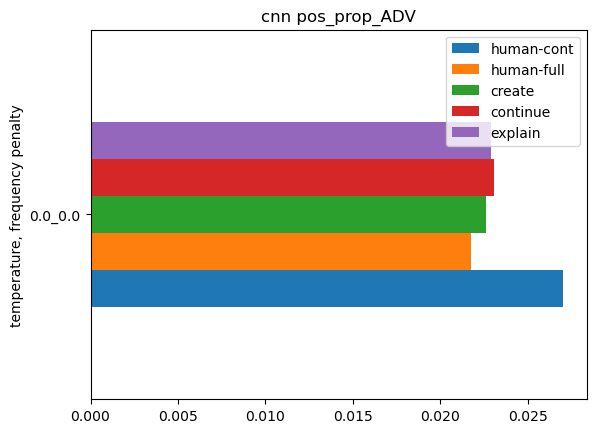 cnn pos_prop_ADV
human-cont
human-full
create
continue
explain
temperature, frequency penalty
0.0_0.0
0.000 0.005 0.010 0.015 0.020 0.025